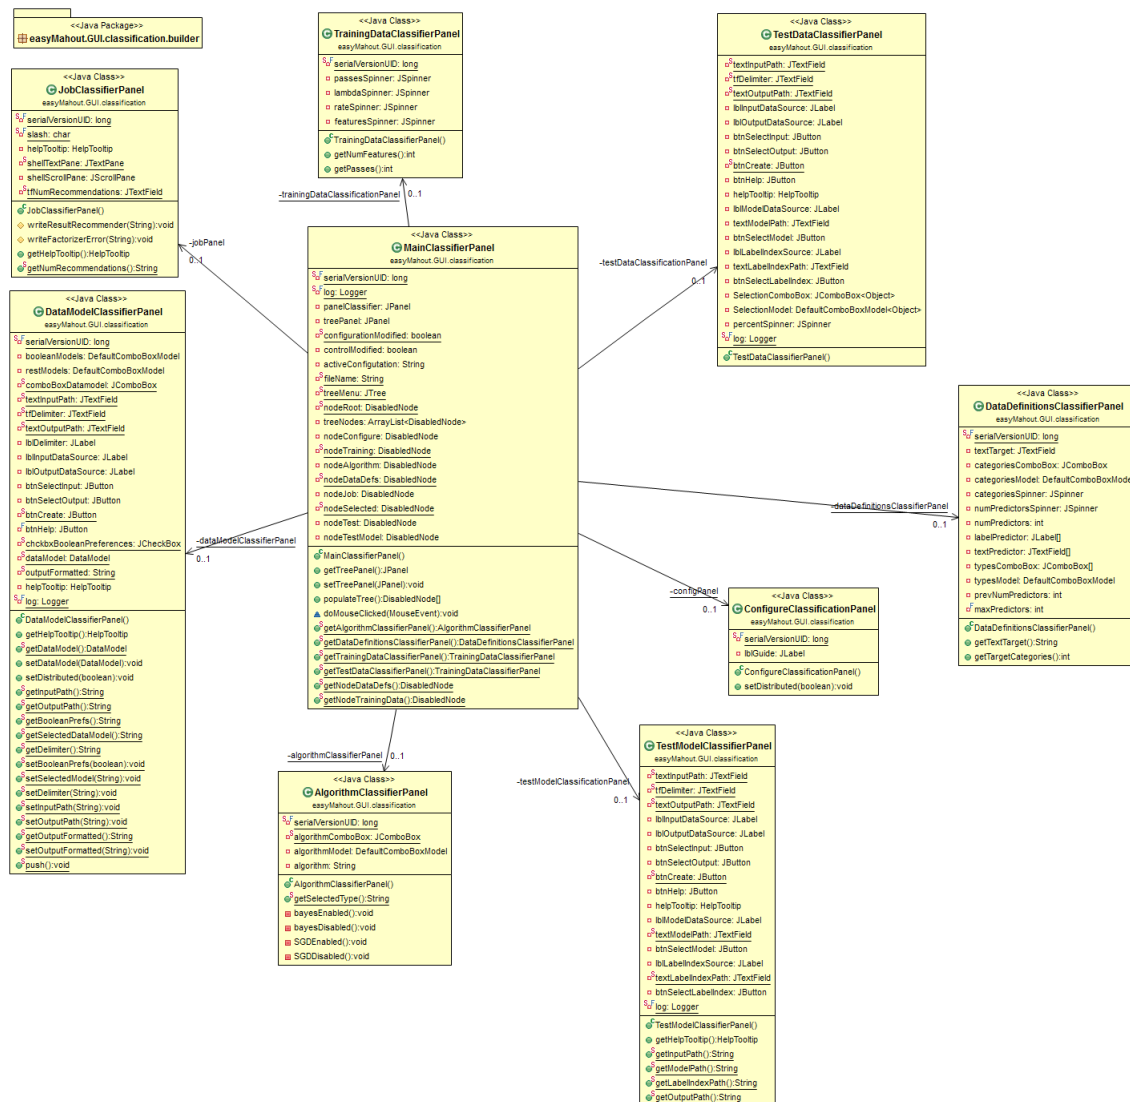 <<Java Package>>
easyMahout.GUI.classification.builder
<<Java Class>>
JobClassifierPanel
easyMahout.GUI.classification
serialVersionUID: long
slash: char
helpTooltip: HelpTooltip
shellTextPane: JTextPane
shellScrollPane: JScrollPane
tfNumRecommendations: JTextField
JobClassifierPanel()
writeResultRecommender(String):void
writeFactorizerError(String):void
getHelpTooltip():HelpTooltip
getNumRecommendations():String
<<Java Class>>
DataModelClassifierPanel
easyMahout.GUI.classification
serialVersionUID: long
booleanModels: DefaultComboBoxModel
restModels: DefaultComboBoxModel
comboBoxDatamodel: JComboBox
textInputPath: JTextField
tfDelimiter: JTextField
textOutputPath: JTextField
lblDelimiter: JLabel
lblInputDataSource: JLabel
lblOutputDataSource: JLabel
btnSelectInput: JButton
btnSelectOutput: JButton
btnCreate: JButton
btnHelp: JButton
chckbxBooleanPreferences: JCheckBox
dataModel: DataModel
outputFormatted: String
helpTooltip: HelpTooltip
log: Logger
DataModelClassifierPanel()
getHelpTooltip():HelpTooltip
getDataModel():DataModel
setDataModel(DataModel):void
setDistributed(boolean):void
getInputPath():String
getOutputPath():String
getBooleanPrefs():String
getSelectedDataModel():String
getDelimiter():String
setBooleanPrefs(boolean):void
setSelectedModel(String):void
setDelimiter(String):void
setInputPath(String):void
setOutputPath(String):void
getOutputFormatted():String
setOutputFormatted(String):void
push():void
<<Java Class>>
TrainingDataClassifierPanel
easyMahout.GUI.classification
serialVersionUID: long
passesSpinner: JSpinner
lambdaSpinner: JSpinner
rateSpinner: JSpinner
featuresSpinner: JSpinner
TrainingDataClassifierPanel()
getNumFeatures():int
getPasses():int
-trainingDataClassificationPanel
0..1
-jobPanel
0..1
<<Java Class>>
MainClassifierPanel
easyMahout.GUI.classification
serialVersionUID: long
log: Logger
panelClassifier: JPanel
treePanel: JPanel
configurationModified: boolean
controlModified: boolean
activeConfigutation: String
fileName: String
treeMenu: JTree
nodeRoot: DisabledNode
treeNodes: ArrayList<DisabledNode>
nodeConfigure: DisabledNode
nodeTraining: DisabledNode
nodeAlgorithm: DisabledNode
nodeDataDefs: DisabledNode
nodeJob: DisabledNode
nodeSelected: DisabledNode
nodeTest: DisabledNode
nodeTestModel: DisabledNode
MainClassifierPanel()
getTreePanel():JPanel
setTreePanel(JPanel):void
populateTree():DisabledNode[]
doMouseClicked(MouseEvent):void
getAlgorithmClassifierPanel():AlgorithmClassifierPanel
getDataDefinitionsClassifierPanel():DataDefinitionsClassifierPanel
getTrainingDataClassifierPanel():TrainingDataClassifierPanel
getTestDataClassifierPanel():TrainingDataClassifierPanel
getNodeDataDefs():DisabledNode
getNodeTrainingData():DisabledNode
-dataModelClassifierPanel
0..1
-algorithmClassifierPanel
0..1
<<Java Class>>
AlgorithmClassifierPanel
easyMahout.GUI.classification
serialVersionUID: long
algorithmComboBox: JComboBox
algorithmModel: DefaultComboBoxModel
algorithm: String
AlgorithmClassifierPanel()
getSelectedType():String
bayesEnabled():void
bayesDisabled():void
SGDEnabled():void
SGDDisabled():void
<<Java Class>>
TestDataClassifierPanel
easyMahout.GUI.classification
textInputPath: JTextField
tfDelimiter: JTextField
textOutputPath: JTextField
lblInputDataSource: JLabel
lblOutputDataSource: JLabel
btnSelectInput: JButton
btnSelectOutput: JButton
btnCreate: JButton
btnHelp: JButton
helpTooltip: HelpTooltip
lblModelDataSource: JLabel
textModelPath: JTextField
btnSelectModel: JButton
lblLabelIndexSource: JLabel
textLabelIndexPath: JTextField
btnSelectLabelIndex: JButton
SelectionComboBox: JComboBox<Object>
SelectionModel: DefaultComboBoxModel<Object>
percentSpinner: JSpinner
log: Logger
TestDataClassifierPanel()
-testDataClassificationPanel
0..1
<<Java Class>>
DataDefinitionsClassifierPanel
easyMahout.GUI.classification
serialVersionUID: long
textTarget: JTextField
categoriesComboBox: JComboBox
categoriesModel: DefaultComboBoxModel
categoriesSpinner: JSpinner
numPredictorsSpinner: JSpinner
numPredictors: int
labelPredictor: JLabel[]
textPredictor: JTextField[]
typesComboBox: JComboBox[]
typesModel: DefaultComboBoxModel
prevNumPredictors: int
maxPredictors: int
DataDefinitionsClassifierPanel()
getTextTarget():String
getTargetCategories():int
-dataDefinitionsClassifierPanel
0..1
-configPanel
0..1
<<Java Class>>
ConfigureClassificationPanel
easyMahout.GUI.classification
serialVersionUID: long
lblGuide: JLabel
ConfigureClassificationPanel()
setDistributed(boolean):void
-testModelClassificationPanel
0..1
<<Java Class>>
TestModelClassifierPanel
easyMahout.GUI.classification
textInputPath: JTextField
tfDelimiter: JTextField
textOutputPath: JTextField
lblInputDataSource: JLabel
lblOutputDataSource: JLabel
btnSelectInput: JButton
btnSelectOutput: JButton
btnCreate: JButton
btnHelp: JButton
helpTooltip: HelpTooltip
lblModelDataSource: JLabel
textModelPath: JTextField
btnSelectModel: JButton
lblLabelIndexSource: JLabel
textLabelIndexPath: JTextField
btnSelectLabelIndex: JButton
log: Logger
TestModelClassifierPanel()
getHelpTooltip():HelpTooltip
getInputPath():String
getModelPath():String
getLabelIndexPath():String
getOutputPath():String